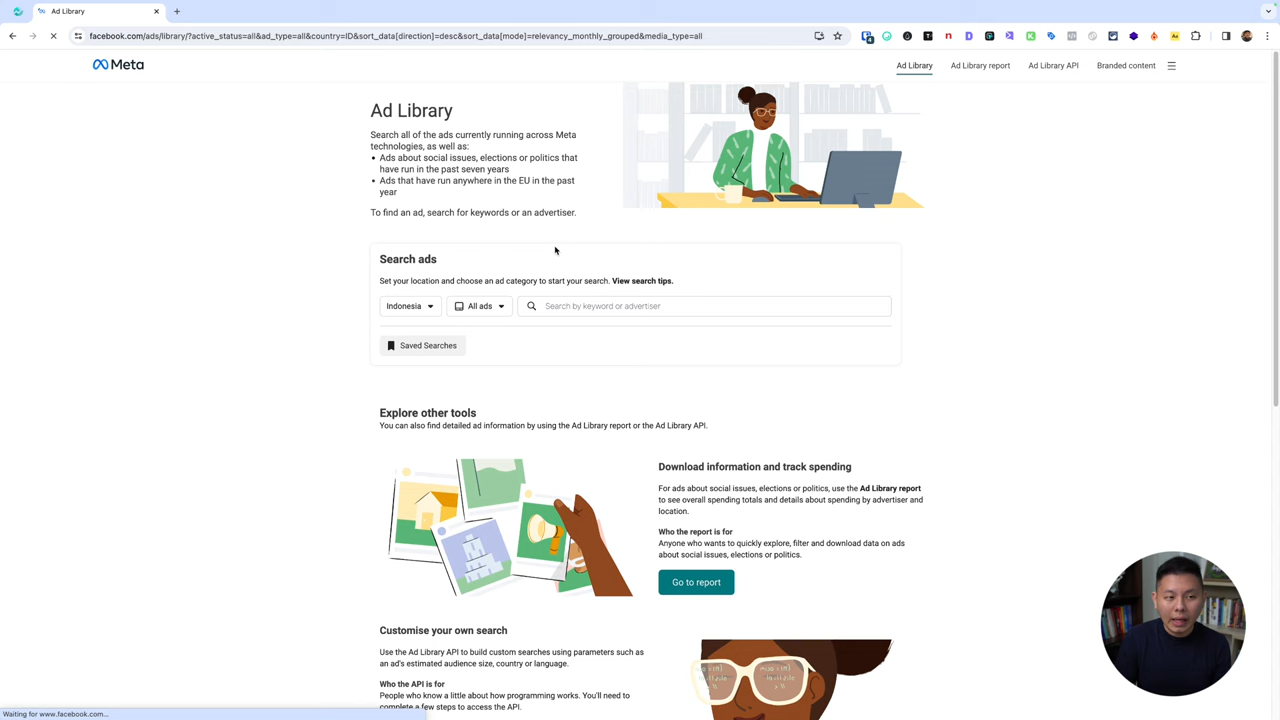 Ad Library
facebook.com/ads/library/?active_status=all&ad_type=all&country=ID&sort_data[direction]=desc&sort_data[mode]=relevancy_monthly_grouped&media_type=all
Meta
Ad Library
Ad Library report
Ad Library API
Branded content
Ad Library
Search all of the ads currently running across Meta
technologies, as well as:
• Ads about social issues, elections or politics that
have run in the past seven years
• Ads that have run anywhere in the EU in the past
year
To find an ad, search for keywords or an advertiser.
Search ads
Set your location and choose an ad category to start your search. View search tips.
Indonesia
All ads
Search by keyword or advertiser
Saved Searches
Explore other tools
You can also find detailed ad information by using the Ad Library report or the Ad Library API.
Download information and track spending
For ads about social issues, elections or politics, use the Ad Library report
to see overall spending totals and details about spending by advertiser and
location.
Who the report is for
Anyone who wants to quickly explore, filter and download data on ads
about social issues, elections or politics.
Go to report
Customise your own search
Use the Ad Library API to build custom searches using parameters such as
an ad's estimated audience size, country or language.
Who the API is for
People who know a little about how programming works. You'll need to
complete a few steps to access the API.
Waiting for www.facebook.com...